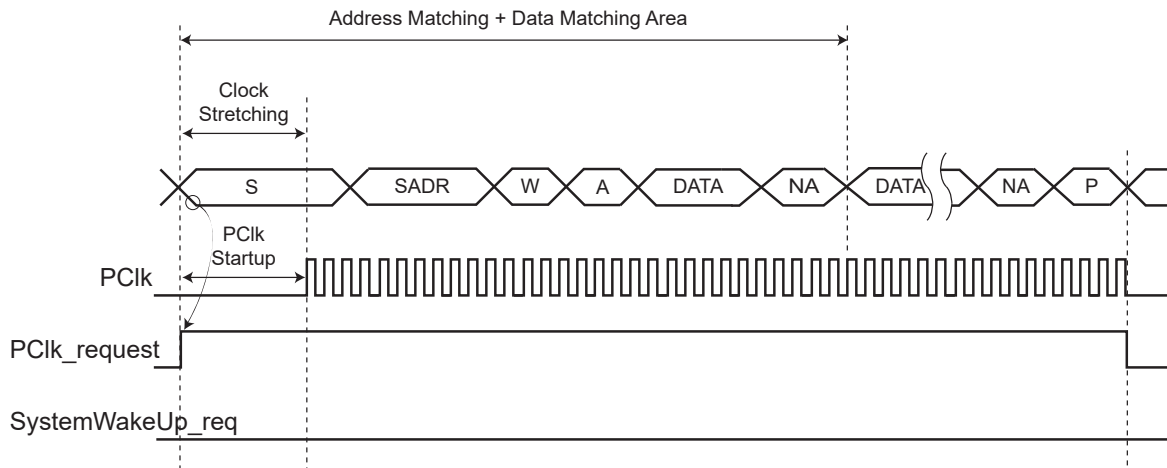 Address Matching + Data Matching Area
Clock
Stretching
S SADR W A DATA NA DATA NA P
PClk
Startup
PClk
PClk_request
SystemWakeUp_req